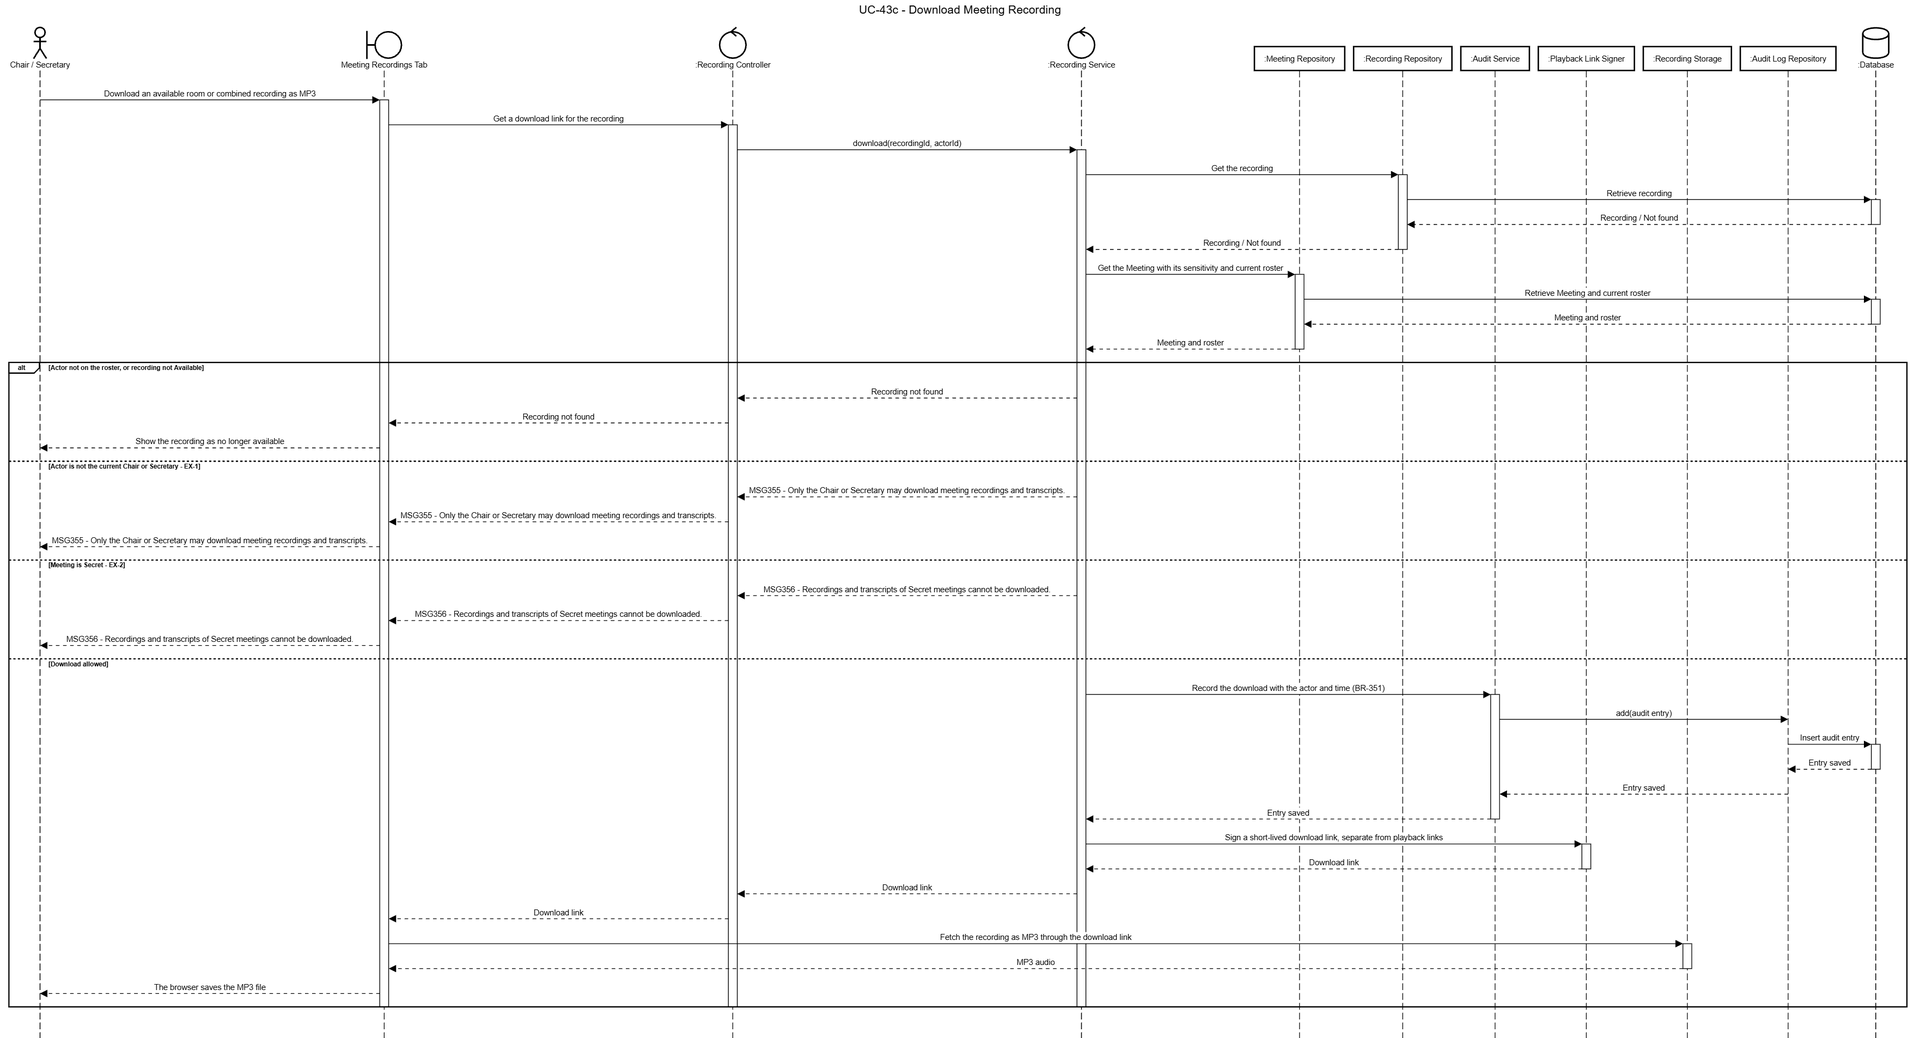 UC-43c - Download Meeting Recording
Chair / Secretary
Meeting Recordings Tab
:Recording Controller
:Recording Service
:Meeting Repository
:Recording Repository
:Audit Service
:Playback Link Signer
:Recording Storage
:Audit Log Repository
:Database
Download an available room or combined recording as MP3
Get a download link for the recording
download(recordingId, actorId)
Get the recording
Retrieve recording
Recording / Not found
Recording / Not found
Get the Meeting with its sensitivity and current roster
Retrieve Meeting and current roster
Meeting and roster
Meeting and roster
alt
[Actor not on the roster, or recording not Available]
Recording not found
Recording not found
Show the recording as no longer available
[Actor is not the current Chair or Secretary - EX-1]
MSG355 - Only the Chair or Secretary may download meeting recordings and transcripts.
MSG355 - Only the Chair or Secretary may download meeting recordings and transcripts.
MSG355 - Only the Chair or Secretary may download meeting recordings and transcripts.
[Meeting is Secret - EX-2]
MSG356 - Recordings and transcripts of Secret meetings cannot be downloaded.
MSG356 - Recordings and transcripts of Secret meetings cannot be downloaded.
MSG356 - Recordings and transcripts of Secret meetings cannot be downloaded.
[Download allowed]
Record the download with the actor and time (BR-351)
add(audit entry)
Insert audit entry
Entry saved
Entry saved
Entry saved
Sign a short-lived download link, separate from playback links
Download link
Download link
Download link
Fetch the recording as MP3 through the download link
MP3 audio
The browser saves the MP3 file